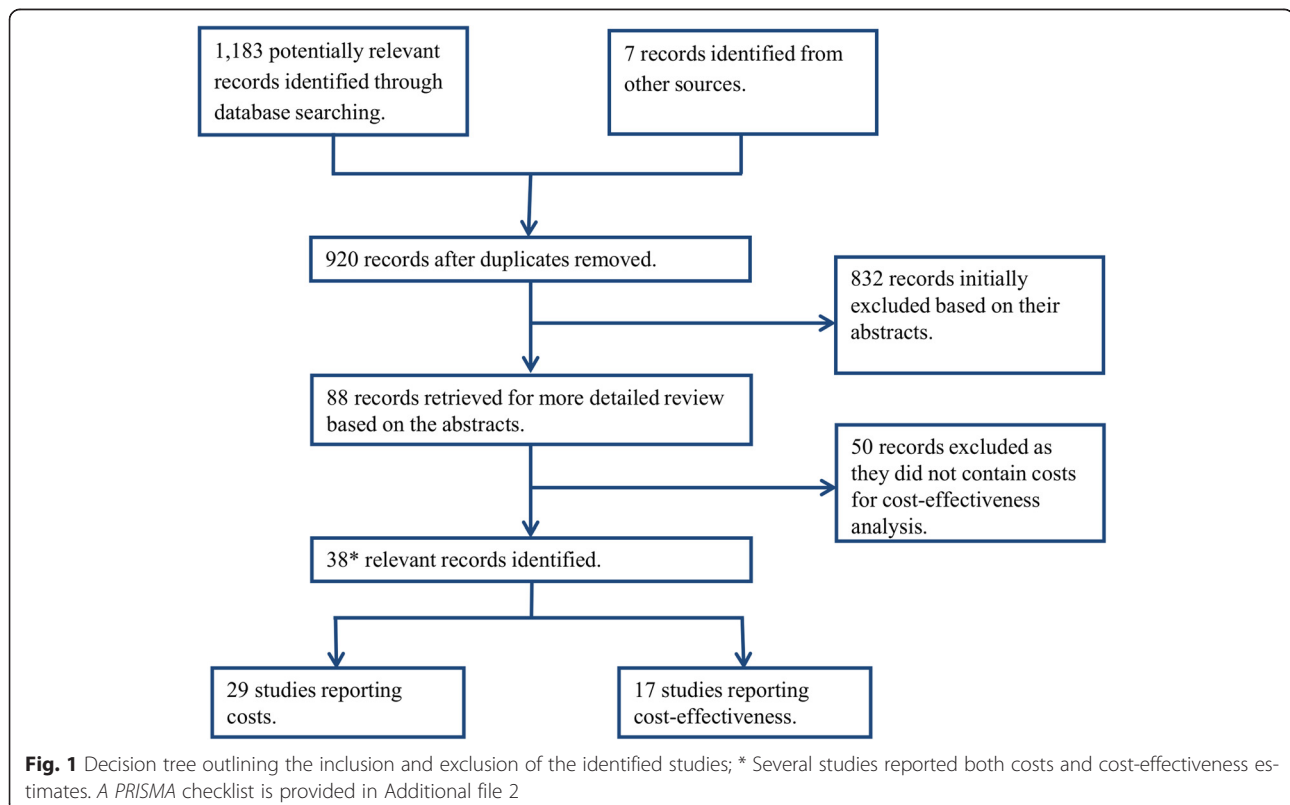 1,183 potentially relevant
records identified through
database searching.
7 records identified from
other sources.
920 records after duplicates removed.
832 records initially
excluded based on their
abstracts.
88 records retrieved for more detailed review
based on the abstracts.
50 records excluded as
they did not contain costs
for cost-effectiveness
analysis.
38* relevant records identified.
29 studies reporting
costs.
17 studies reporting
cost-effectiveness.
Fig. 1 Decision tree outlining the inclusion and exclusion of the identified studies; * Several studies reported both costs and cost-effectiveness es-
timates. A PRISMA checklist is provided in Additional file 2